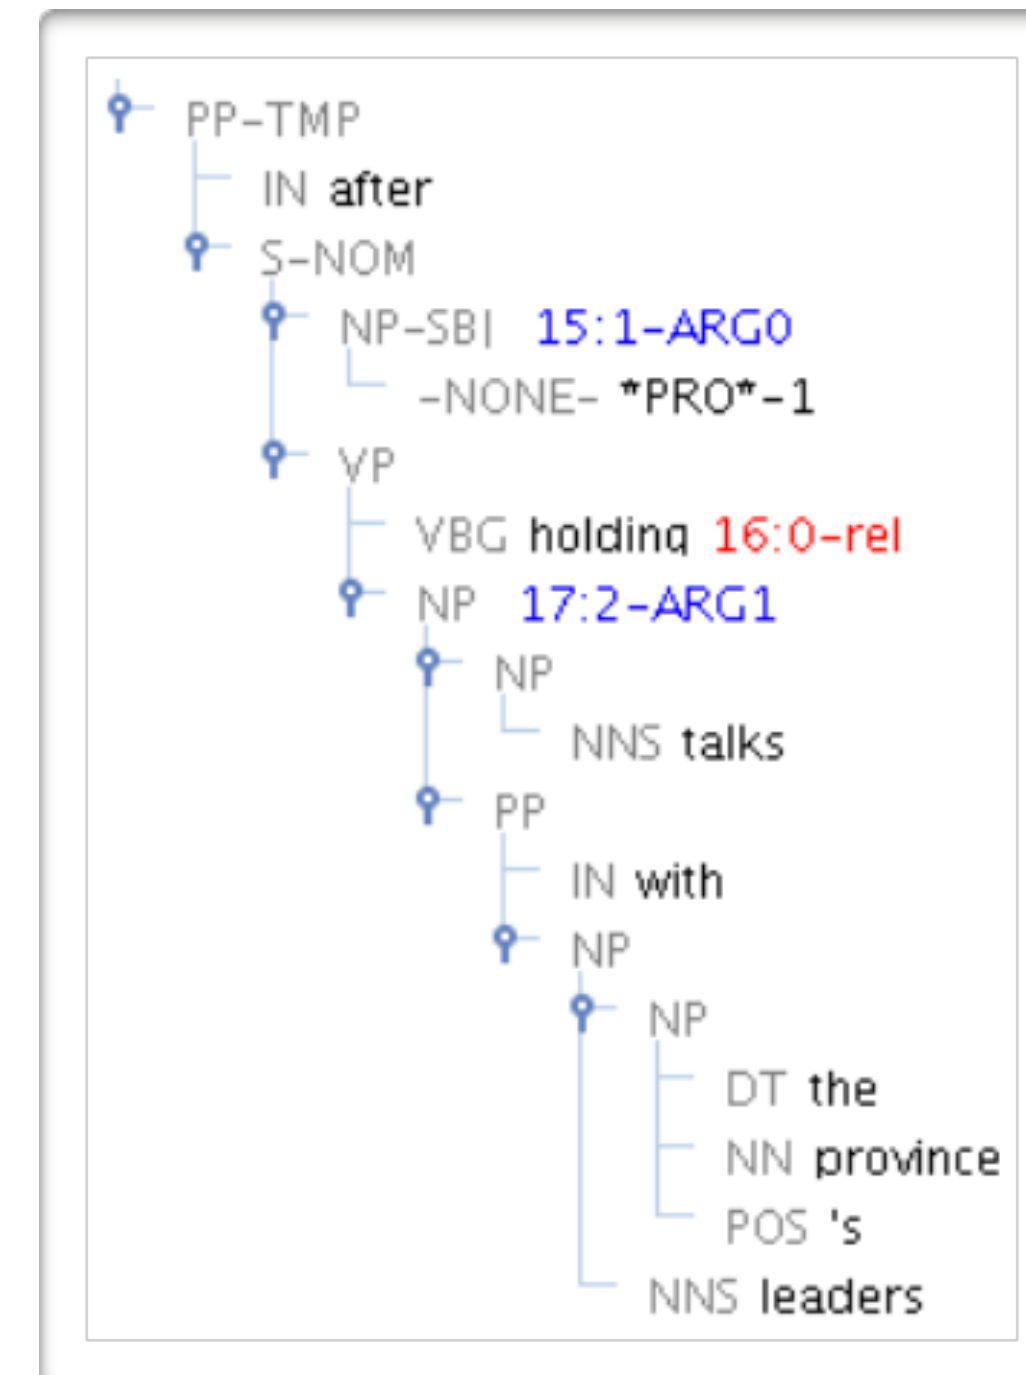 PP-TMP
IN after
S-NOM
NP-SBJ 15:1-ARG0
-NONE- *PRO*-1
VP
VBG holding 16:0-rel
NP 17:2-ARG1
NP
NNS talks
PP
IN with
NP
NP
DT the
NN province
POS 's
NNS leaders